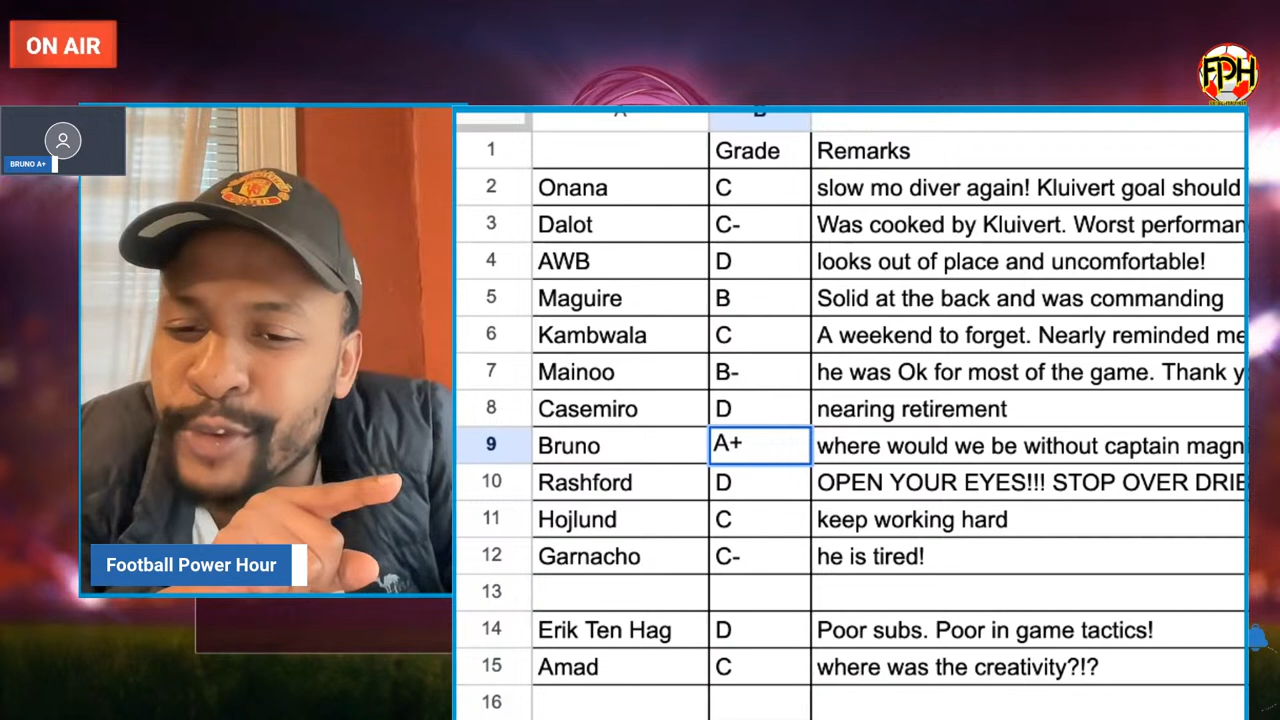 ON AIR
FPH
BRUNO A+
Football Power Hour
1 Grade Remarks
2 Onana C slow mo diver again! Kluivert goal should
3 Dalot C- Was cooked by Kluivert. Worst performan
4 AWB D looks out of place and uncomfortable!
5 Maguire B Solid at the back and was commanding
6 Kambwala C A weekend to forget. Nearly reminded me
7 Mainoo B- he was Ok for most of the game. Thank y
8 Casemiro D nearing retirement
9 Bruno A+ where would we be without captain magn
10 Rashford D OPEN YOUR EYES!!! STOP OVER DRIB
11 Hojlund C keep working hard
12 Garnacho C- he is tired!
13
14 Erik Ten Hag D Poor subs. Poor in game tactics!
15 Amad C where was the creativity?!?
16